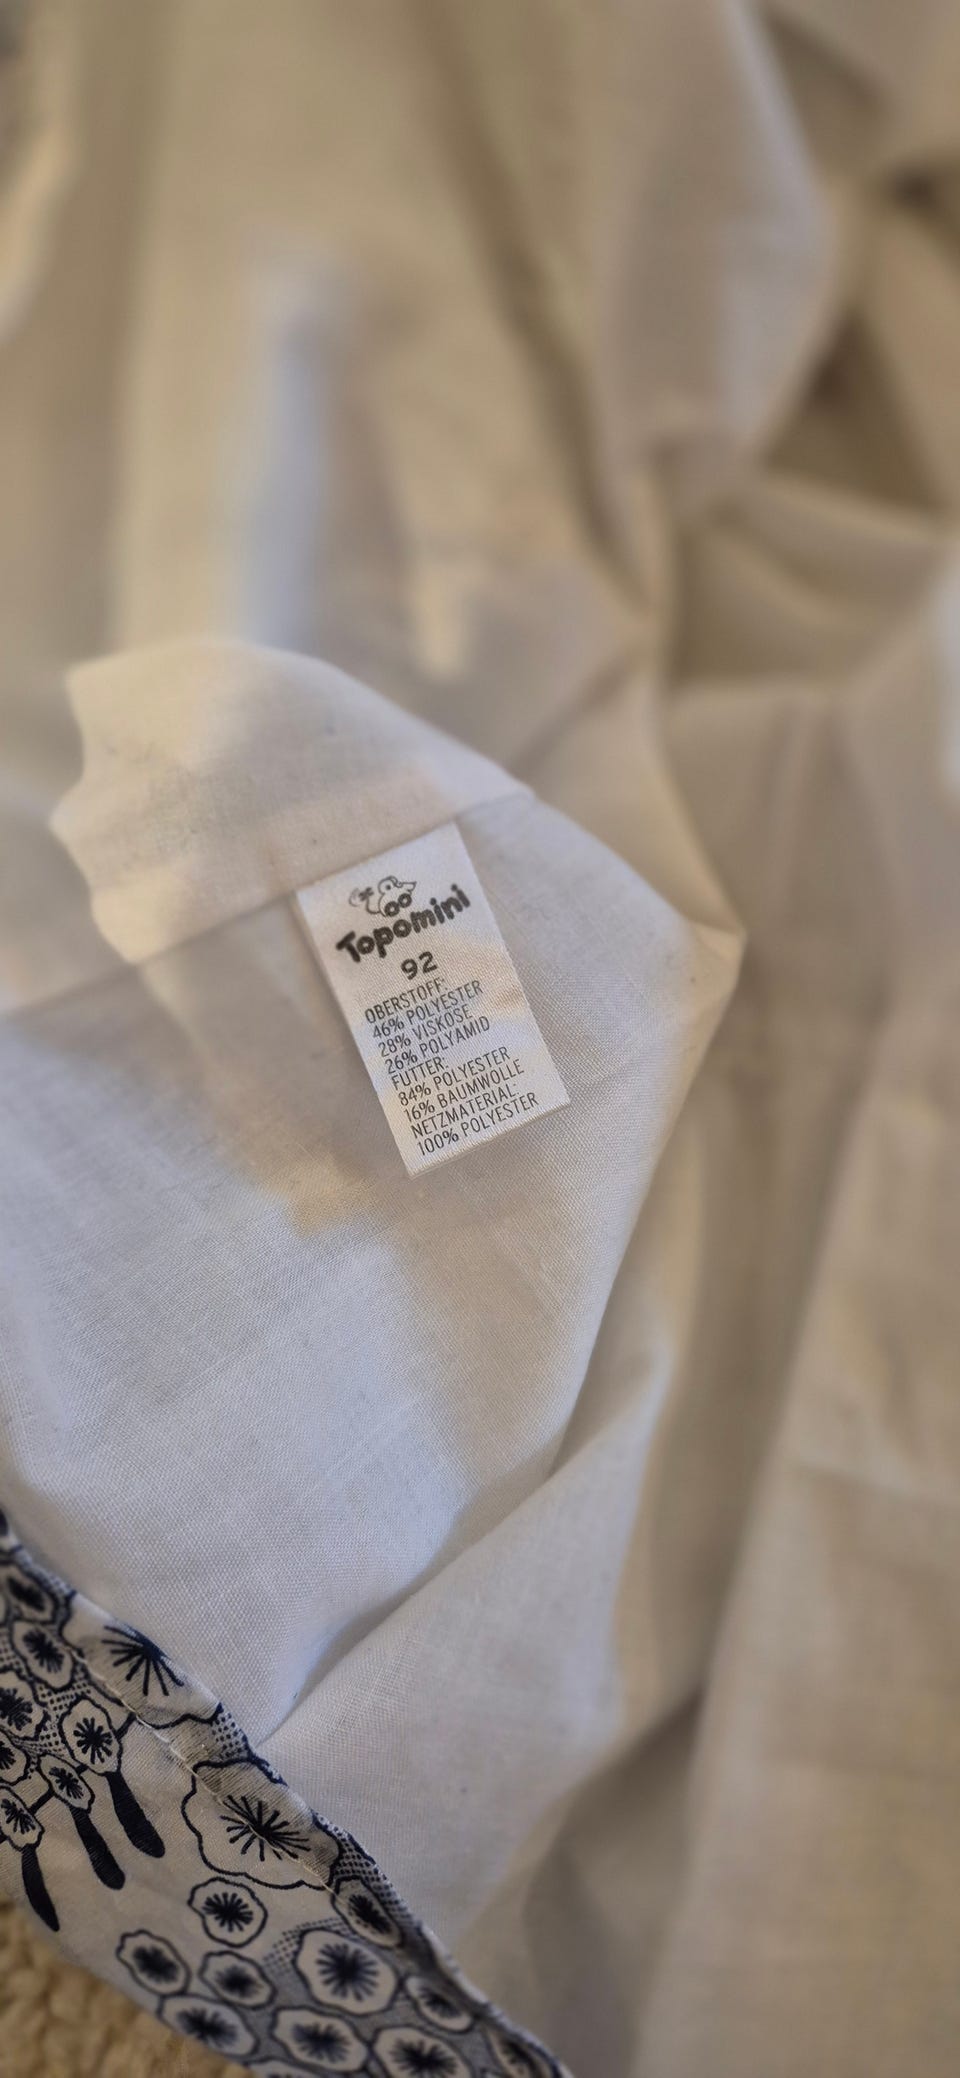 Topomini
92
OBERSTOFF:
46% POLYESTER
28% VISKOSE
26% POLYAMID
FUTTER:
84% POLYESTER
16% BAUMWOLLE
NETZMATERIAL:
100% POLYESTER